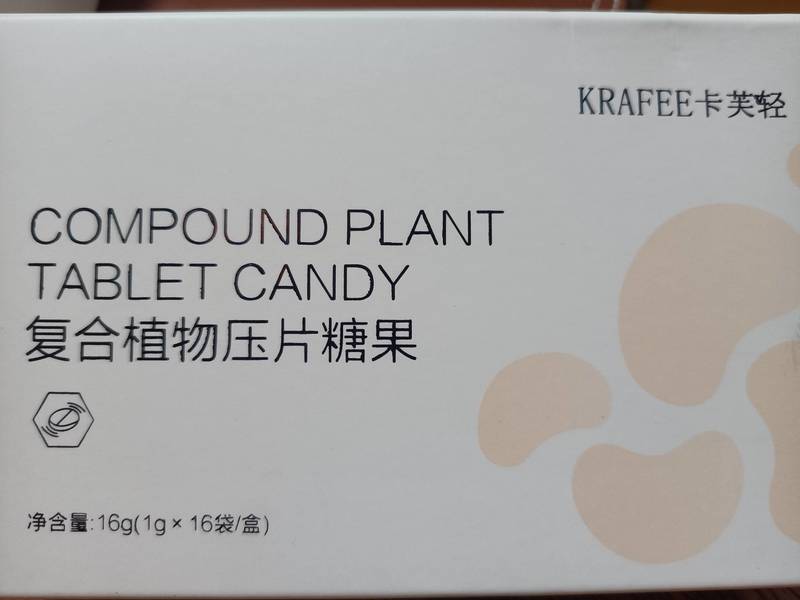 KRAFEE卡芙轻
COMPOUND PLANT
TABLET CANDY
复合植物压片糖果
净含量:16g(1g×16袋/盒)